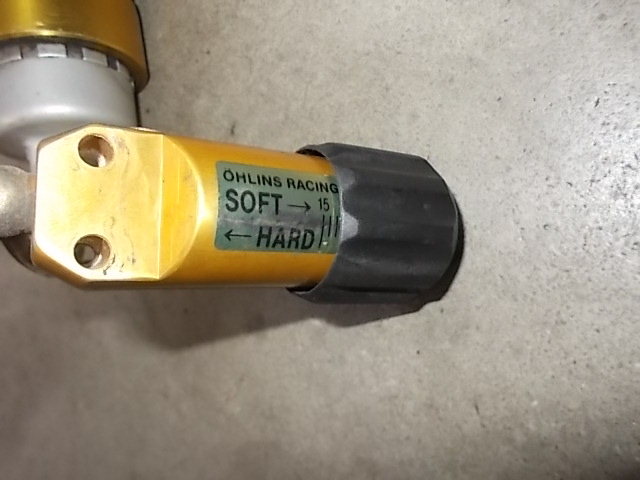 ÖHLINS RACING
SOFT → 15
← HARD